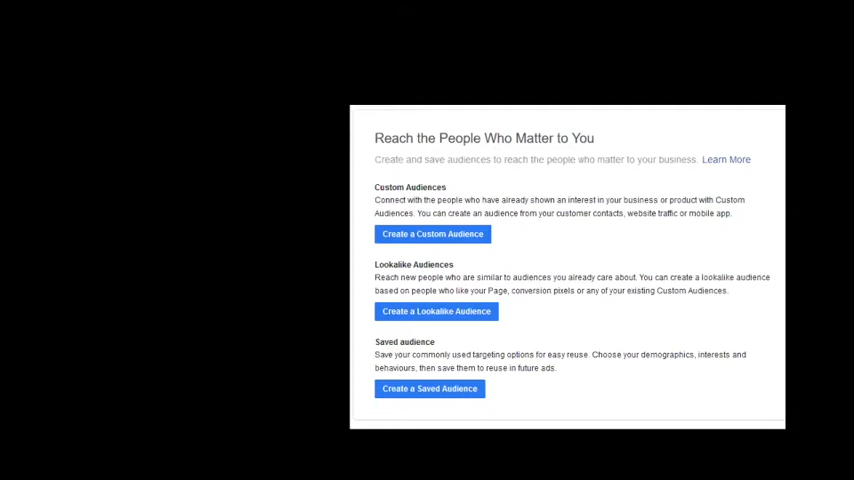 Reach the People Who Matter to You
Create and save audiences to reach the people who matter to your business. Learn More
Custom Audiences
Connect with the people who have already shown an interest in your business or product with Custom
Audiences. You can create an audience from your customer contacts, website traffic or mobile app.
Create a Custom Audience
Lookalike Audiences
Reach new people who are similar to audiences you already care about. You can create a lookalike audience
based on people who like your Page, conversion pixels or any of your existing Custom Audiences.
Create a Lookalike Audience
Saved audience
Save your commonly used targeting options for easy reuse. Choose your demographics, interests and
behaviours, then save them to reuse in future ads.
Create a Saved Audience